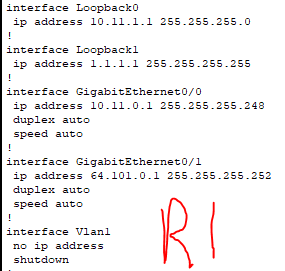 interface Loopback0
 ip address 10.11.1.1 255.255.255.0
!
interface Loopback1
 ip address 1.1.1.1 255.255.255.255
!
interface GigabitEthernet0/0
 ip address 10.11.0.1 255.255.255.248
 duplex auto
 speed auto
!
interface GigabitEthernet0/1
 ip address 64.101.0.1 255.255.255.252
 duplex auto
 speed auto
!
interface Vlan1
 no ip address
 shutdown
R1